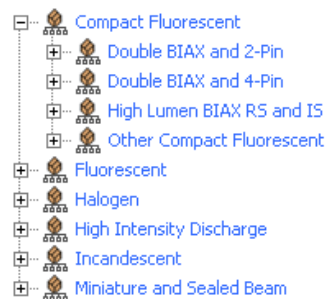 Compact Fluorescent
Double BIAX and 2-Pin
Double BIAX and 4-Pin
High Lumen BIAX RS and IS
Other Compact Fluorescent
Fluorescent
Halogen
High Intensity Discharge
Incandescent
Miniature and Sealed Beam